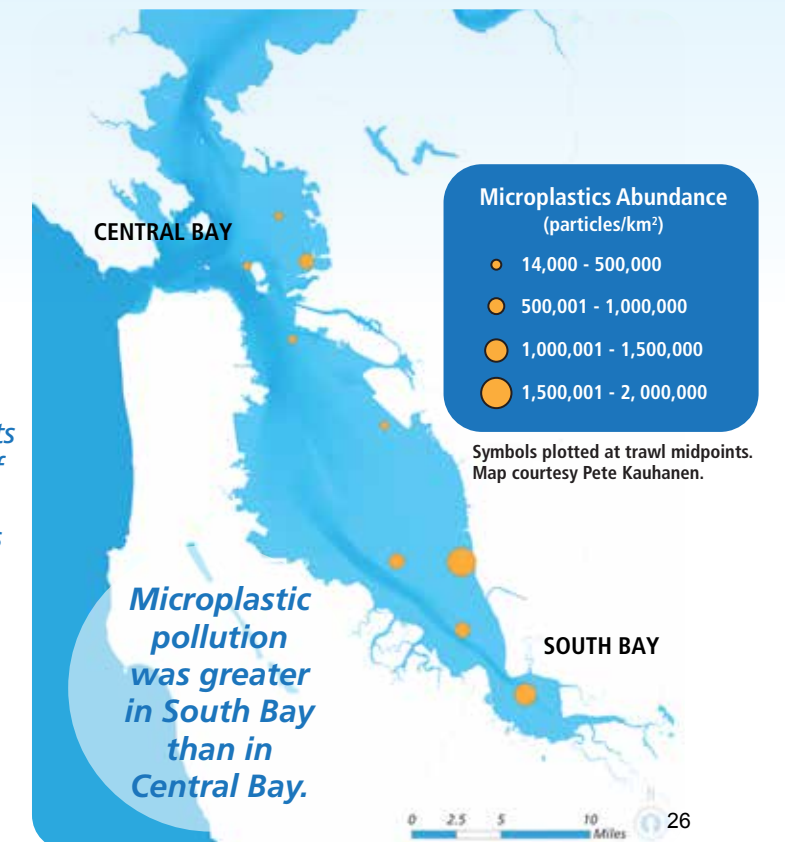 CENTRAL BAY
Microplastics Abundance
(particles/km²)
14,000 - 500,000
500,001 - 1,000,000
1,000,001 - 1,500,000
1,500,001 - 2, 000,000
Symbols plotted at trawl midpoints.
Map courtesy Pete Kauhanen.
Microplastic
pollution
was greater
in South Bay
than in
Central Bay.
SOUTH BAY
0 2.5 5 10
Miles
N
26